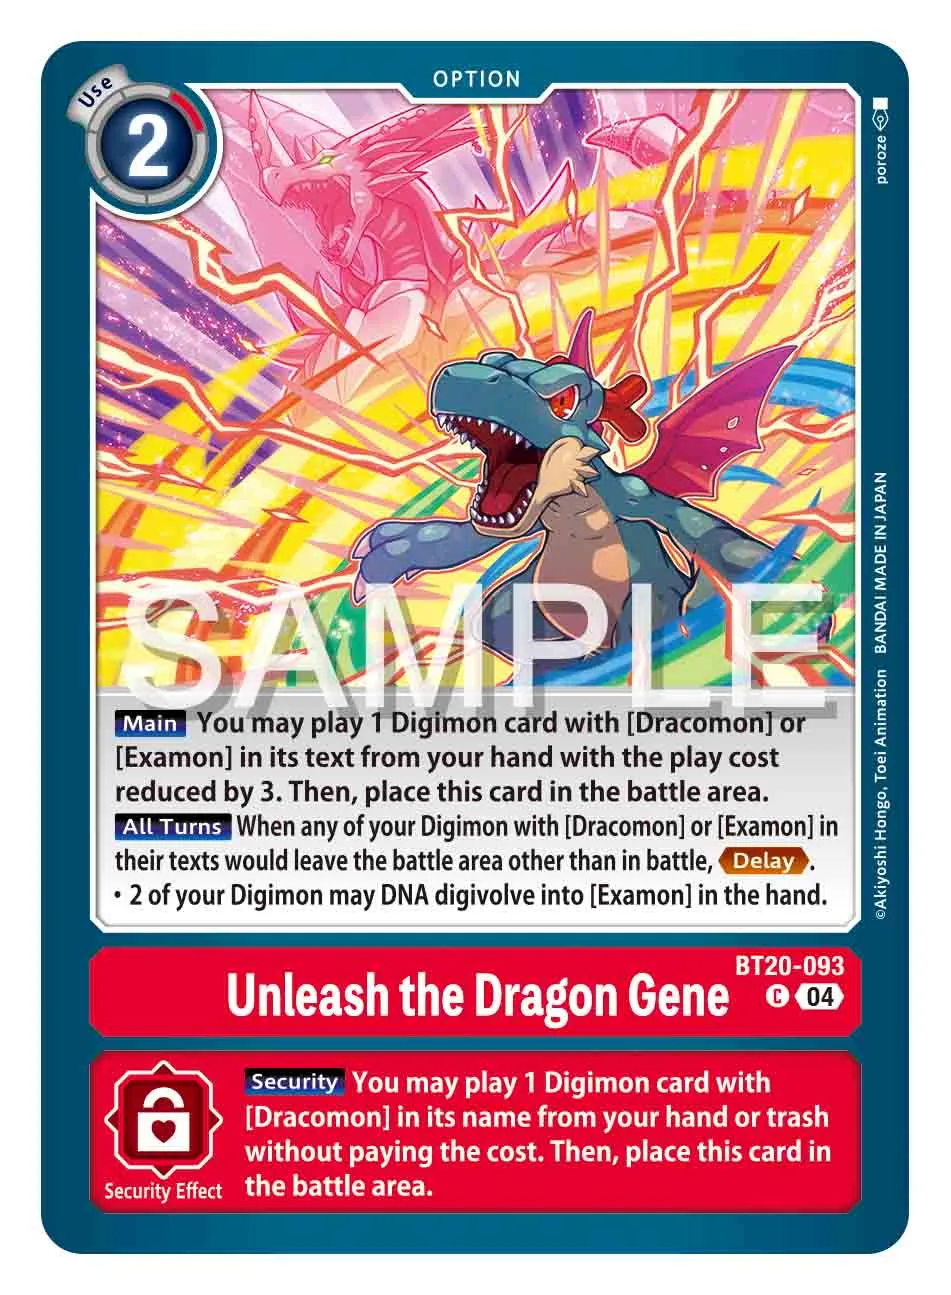 OPTION
Use
2
poroze
SAMPLE
Main You may play 1 Digimon card with [Dracomon] or
[Examon] in its text from your hand with the play cost
reduced by 3. Then, place this card in the battle area.
All Turns When any of your Digimon with [Dracomon] or [Examon] in
their texts would leave the battle area other than in battle, Delay.
・2 of your Digimon may DNA digivolve into [Examon] in the hand.
©Akiyoshi Hongo, Toei Animation BANDAI MADE IN JAPAN
BT20-093
Unleash the Dragon Gene C 04
Security You may play 1 Digimon card with
[Dracomon] in its name from your hand or trash
without paying the cost. Then, place this card in
the battle area.
Security Effect